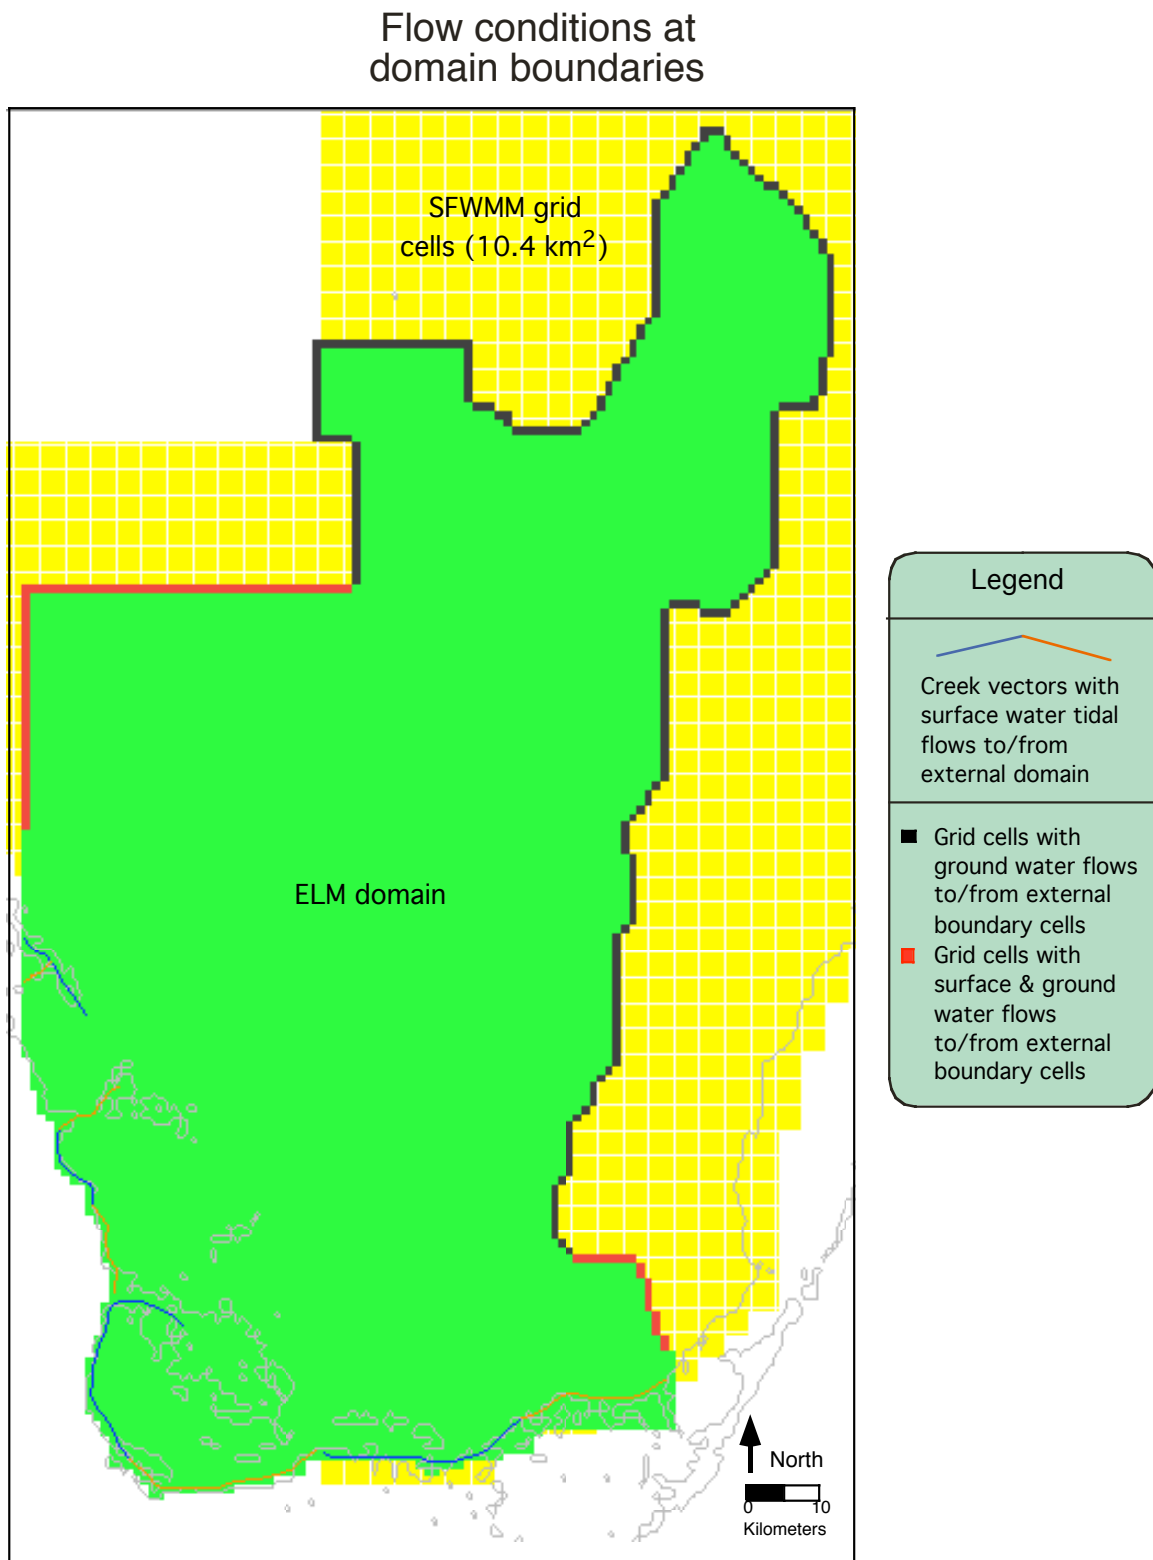 Flow conditions at
domain boundaries
SFWMM grid
cells (10.4 km²)
ELM domain
Legend
Creek vectors with
surface water tidal
flows to/from
external domain
Grid cells with
ground water flows
to/from external
boundary cells
Grid cells with
surface & ground
water flows
to/from external
boundary cells
North
0 10
Kilometers